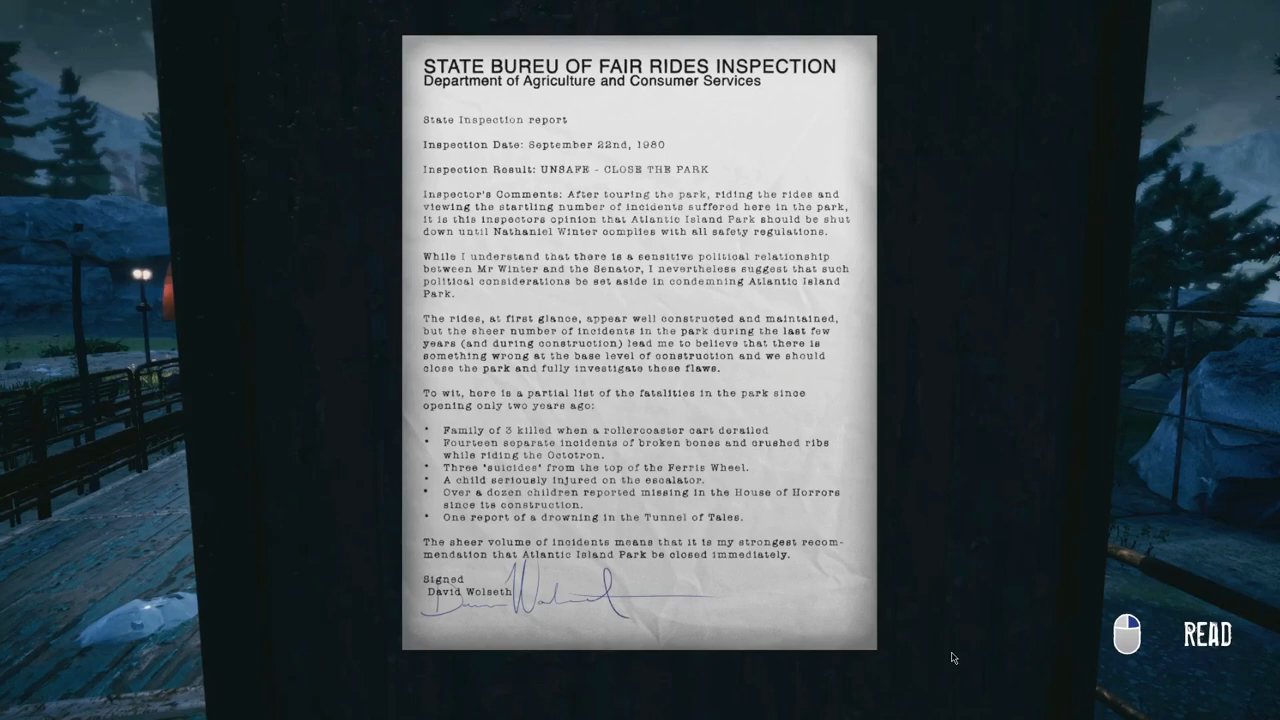 STATE BUREU OF FAIR RIDES INSPECTION
Department of Agriculture and Consumer Services
State Inspection report
Inspection Date: September 22nd, 1980
Inspection Result: UNSAFE - CLOSE THE PARK
Inspector's Comments: After touring the park, riding the rides and
viewing the startling number of incidents suffered here in the park,
it is this inspectors opinion that Atlantic Island Park should be shut
down until Nathaniel Winter complies with all safety regulations.
While I understand that there is a sensitive political relationship
between Mr Winter and the Senator, I nevertheless suggest that such
political considerations be set aside in condemning Atlantic Island
Park.
The rides, at first glance, appear well constructed and maintained,
but the sheer number of incidents in the park during the last few
years (and during construction) lead me to believe that there is
something wrong at the base level of construction and we should
close the park and fully investigate these flaws.
To wit, here is a partial list of the fatalities in the park since
opening only two years ago:
* Family of 3 killed when a rollercoaster cart derailed
* Fourteen separate incidents of broken bones and crushed ribs
while riding the Octotron.
* Three 'suicides' from the top of the Ferris Wheel.
* A child seriously injured on the escalator.
* Over a dozen children reported missing in the House of Horrors
since its construction.
* One report of a drowning in the Tunnel of Tales.
The sheer volume of incidents means that it is my strongest recom-
mendation that Atlantic Island Park be closed immediately.
Signed
David Wolseth
READ